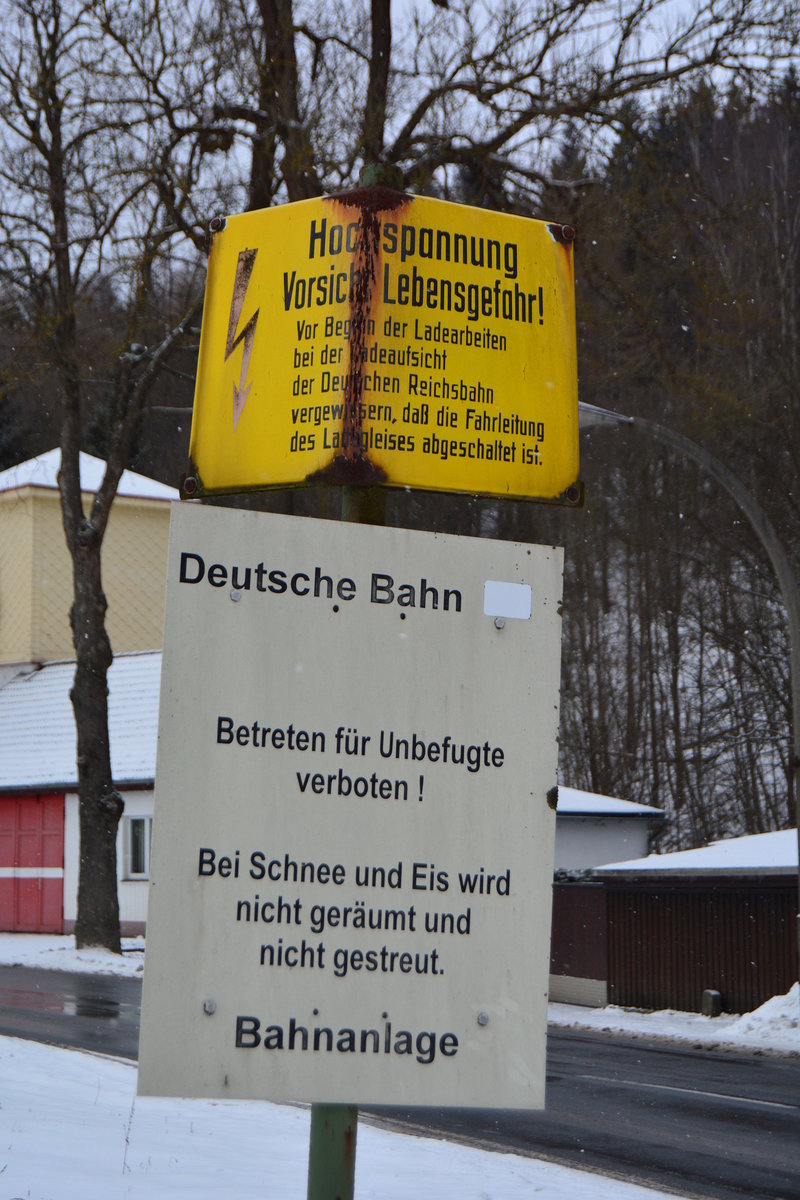 Hochspannung
Vorsicht Lebensgefahr!
Vor Beginn der Ladearbeiten
bei der Ladeaufsicht
der Deutschen Reichsbahn
vergewissern, daß die Fahrleitung
des Ladegleises abgeschaltet ist.
Deutsche Bahn
Betreten für Unbefugte
verboten !
Bei Schnee und Eis wird
nicht geräumt und
nicht gestreut.
Bahnanlage